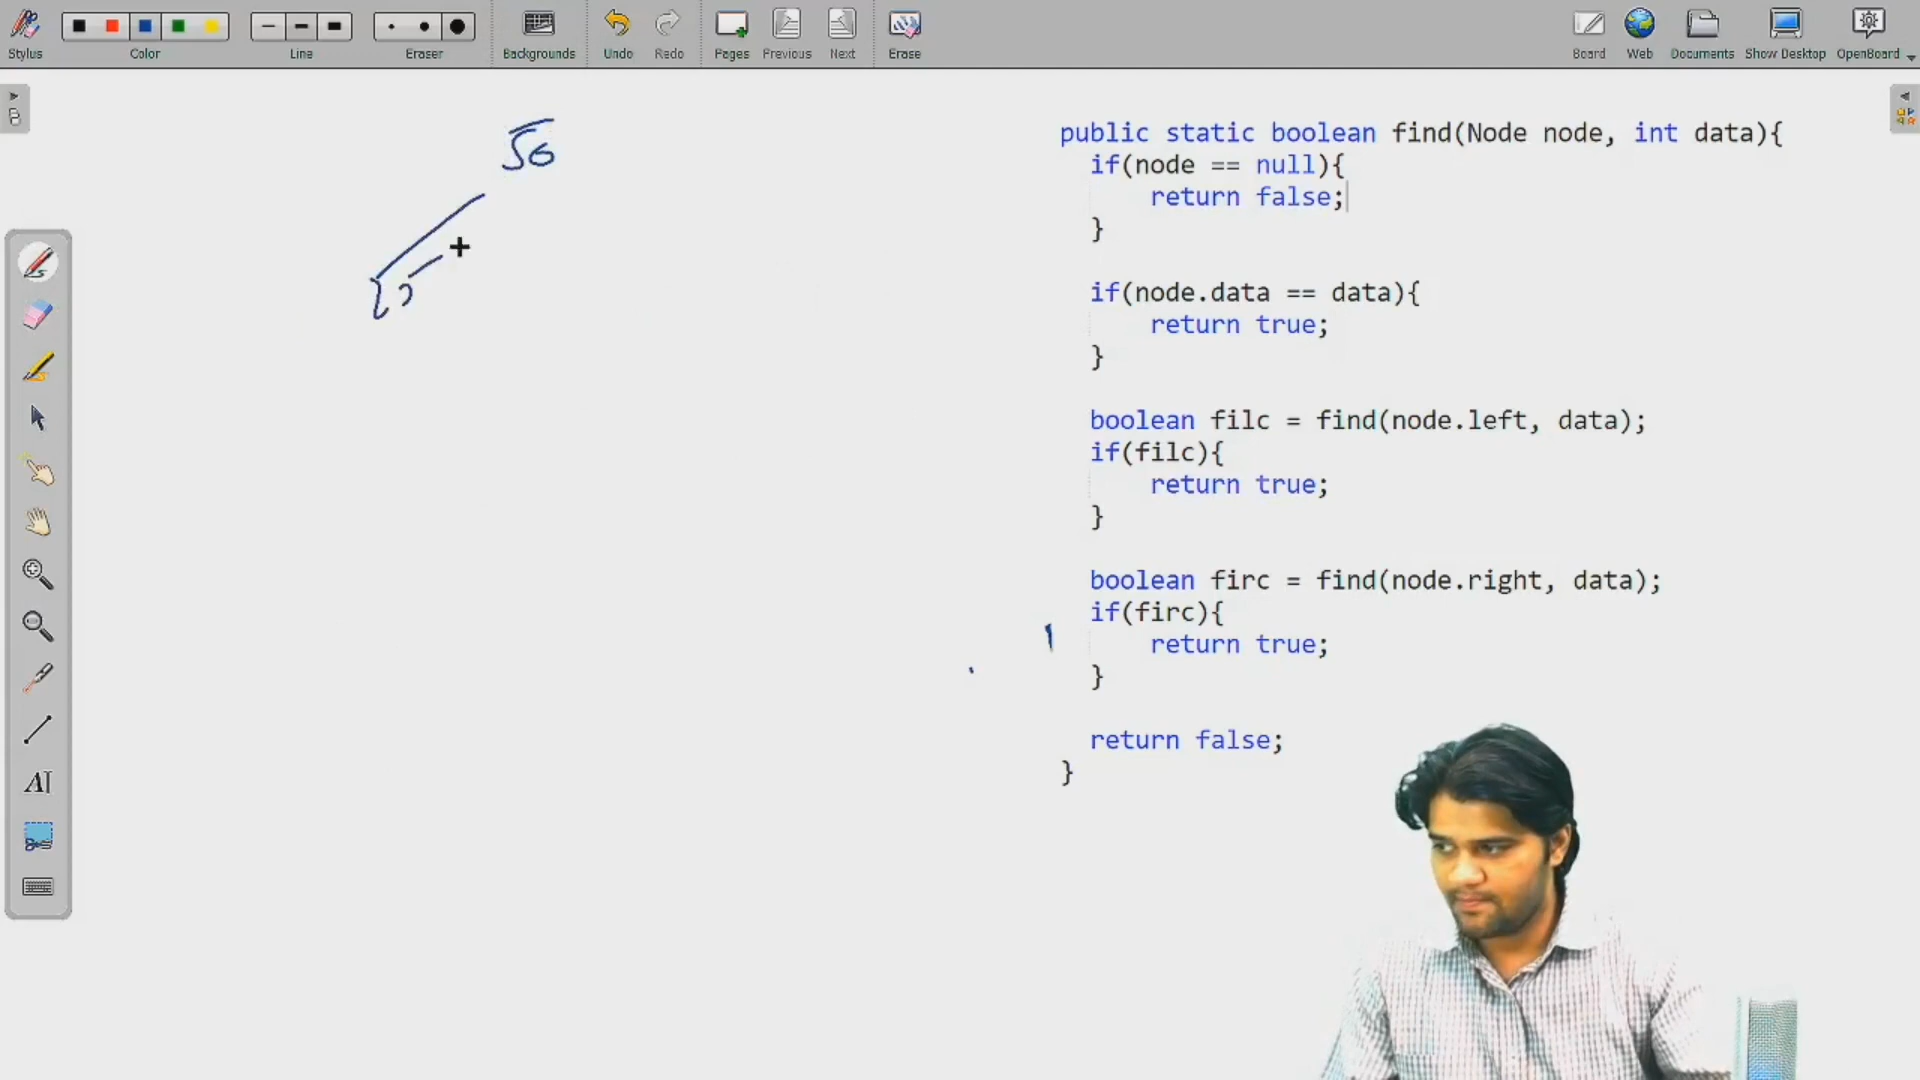 Stylus
Color
Line
Eraser
Backgrounds
Undo
Redo
Pages
Previous
Next
Erase
Board
Web
Documents
Show Desktop
OpenBoard
public static boolean find(Node node, int data){
if(node == null){
return false;
}
if(node.data == data){
return true;
}
boolean filc = find(node.left, data);
if(filc){
return true;
}
boolean firc = find(node.right, data);
if(firc){
return true;
}
return false;
}
50
AI